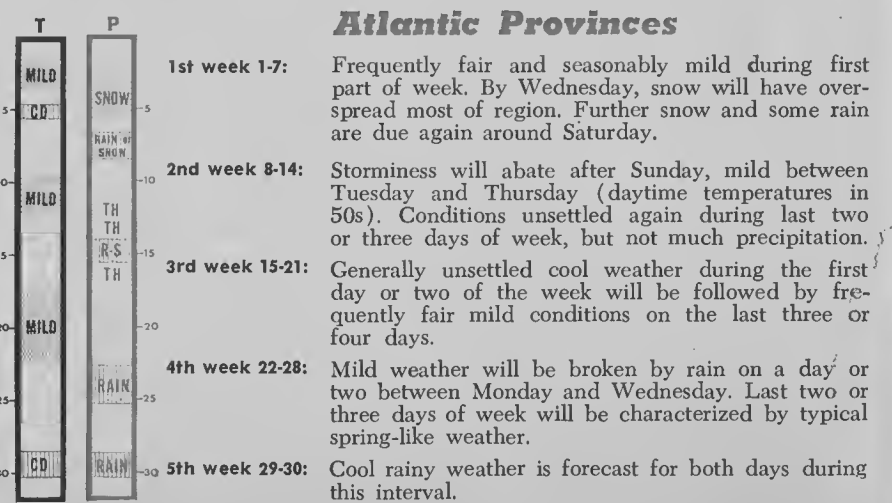 Atlantic Provinces
T P
MILD
CD
MILD
MILD
CD
SNOW
RAIN or
SNOW
TH
TH
R-S
TH
RAIN
RAIN
5
10
15
20
25
30
1st week 1-7: Frequently fair and seasonably mild during first
part of week. By Wednesday, snow will have over-
spread most of region. Further snow and some rain
are due again around Saturday.
2nd week 8-14: Storminess will abate after Sunday, mild between
Tuesday and Thursday (daytime temperatures in
50s). Conditions unsettled again during last two
or three days of week, but not much precipitation.
3rd week 15-21: Generally unsettled cool weather during the first
day or two of the week will be followed by fre-
quently fair mild conditions on the last three or
four days.
4th week 22-28: Mild weather will be broken by rain on a day or
two between Monday and Wednesday. Last two or
three days of week will be characterized by typical
spring-like weather.
5th week 29-30: Cool rainy weather is forecast for both days during
this interval.